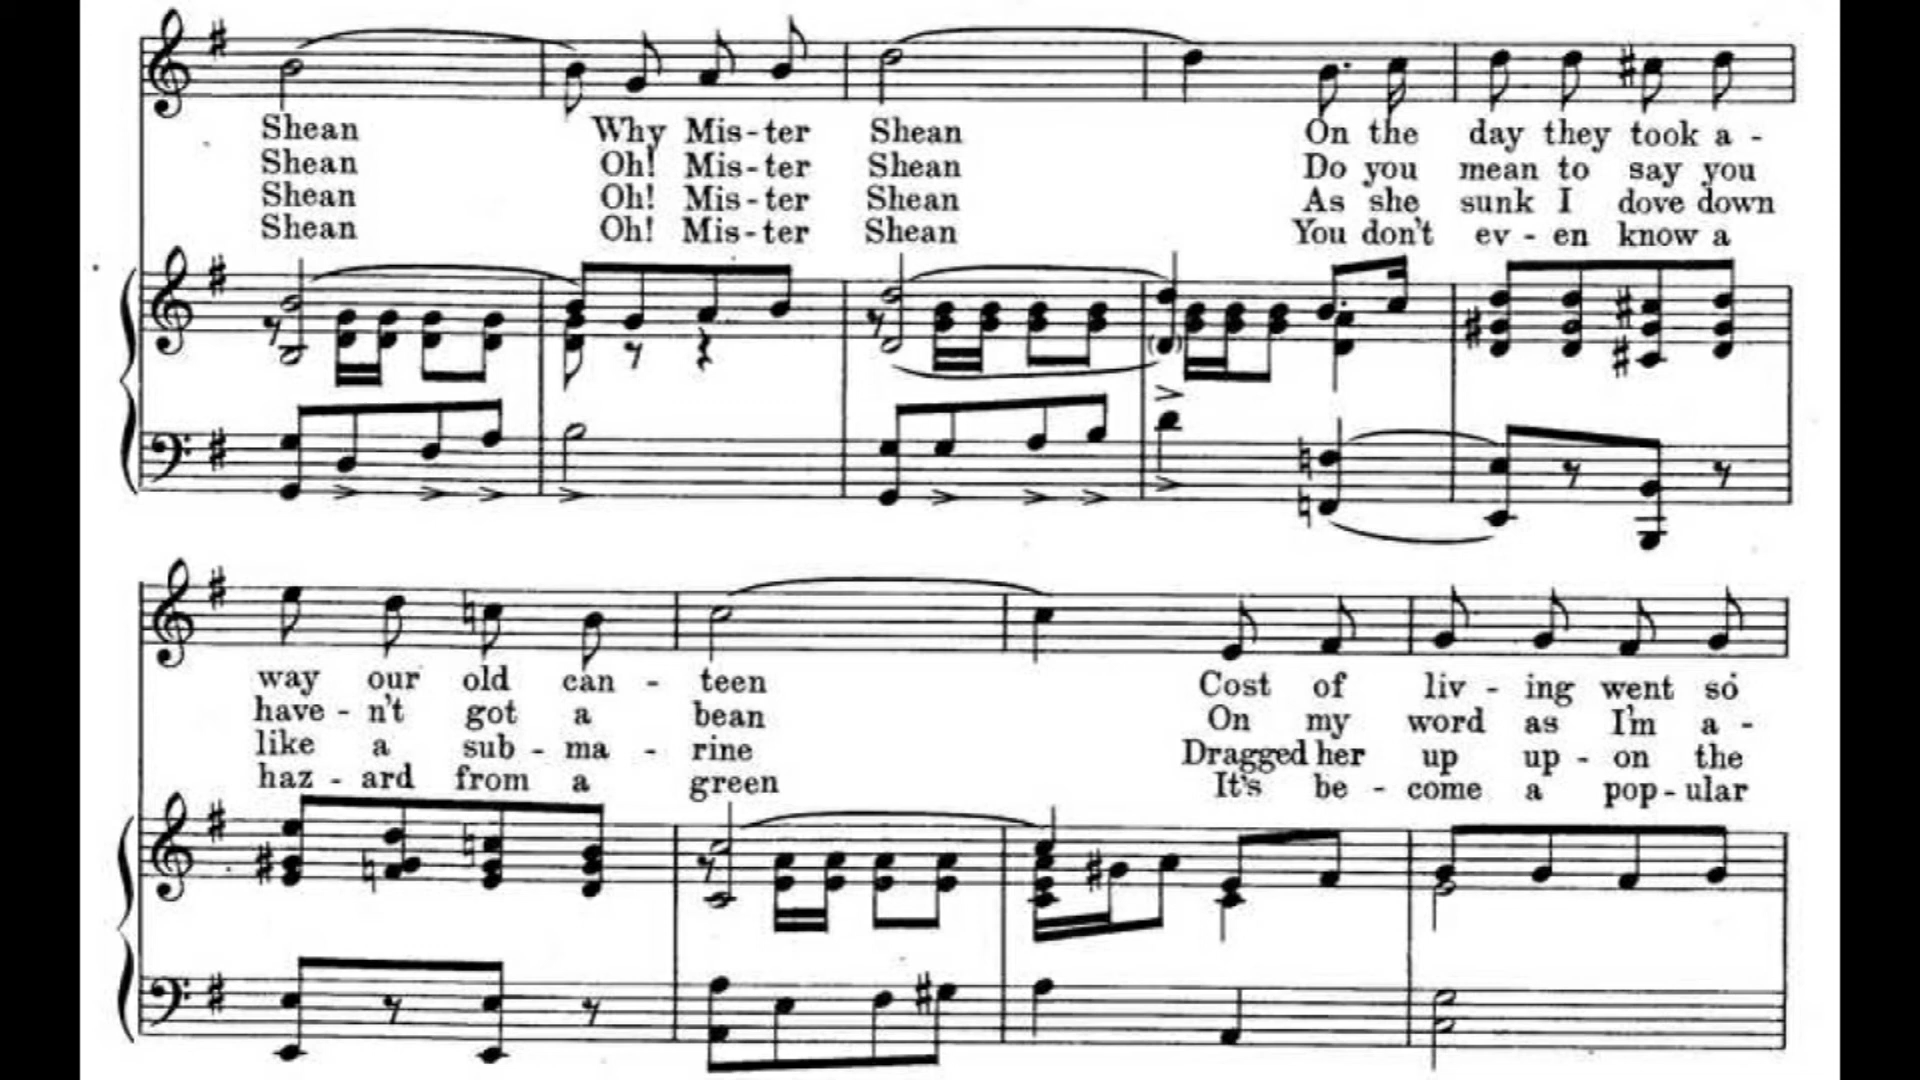 Shean Why Mis-ter Shean On the day they took a-
Shean Oh! Mis-ter Shean Do you mean to say you
Shean Oh! Mis-ter Shean As she sunk I dove down
Shean Oh! Mis-ter Shean You don't ev-en know a
way our old can-teen Cost of liv-ing went so
have-n't got a bean On my word as I'm a-
like a sub-ma-rine Dragged her up up-on the
haz-ard from a green It's be-come a pop-ular